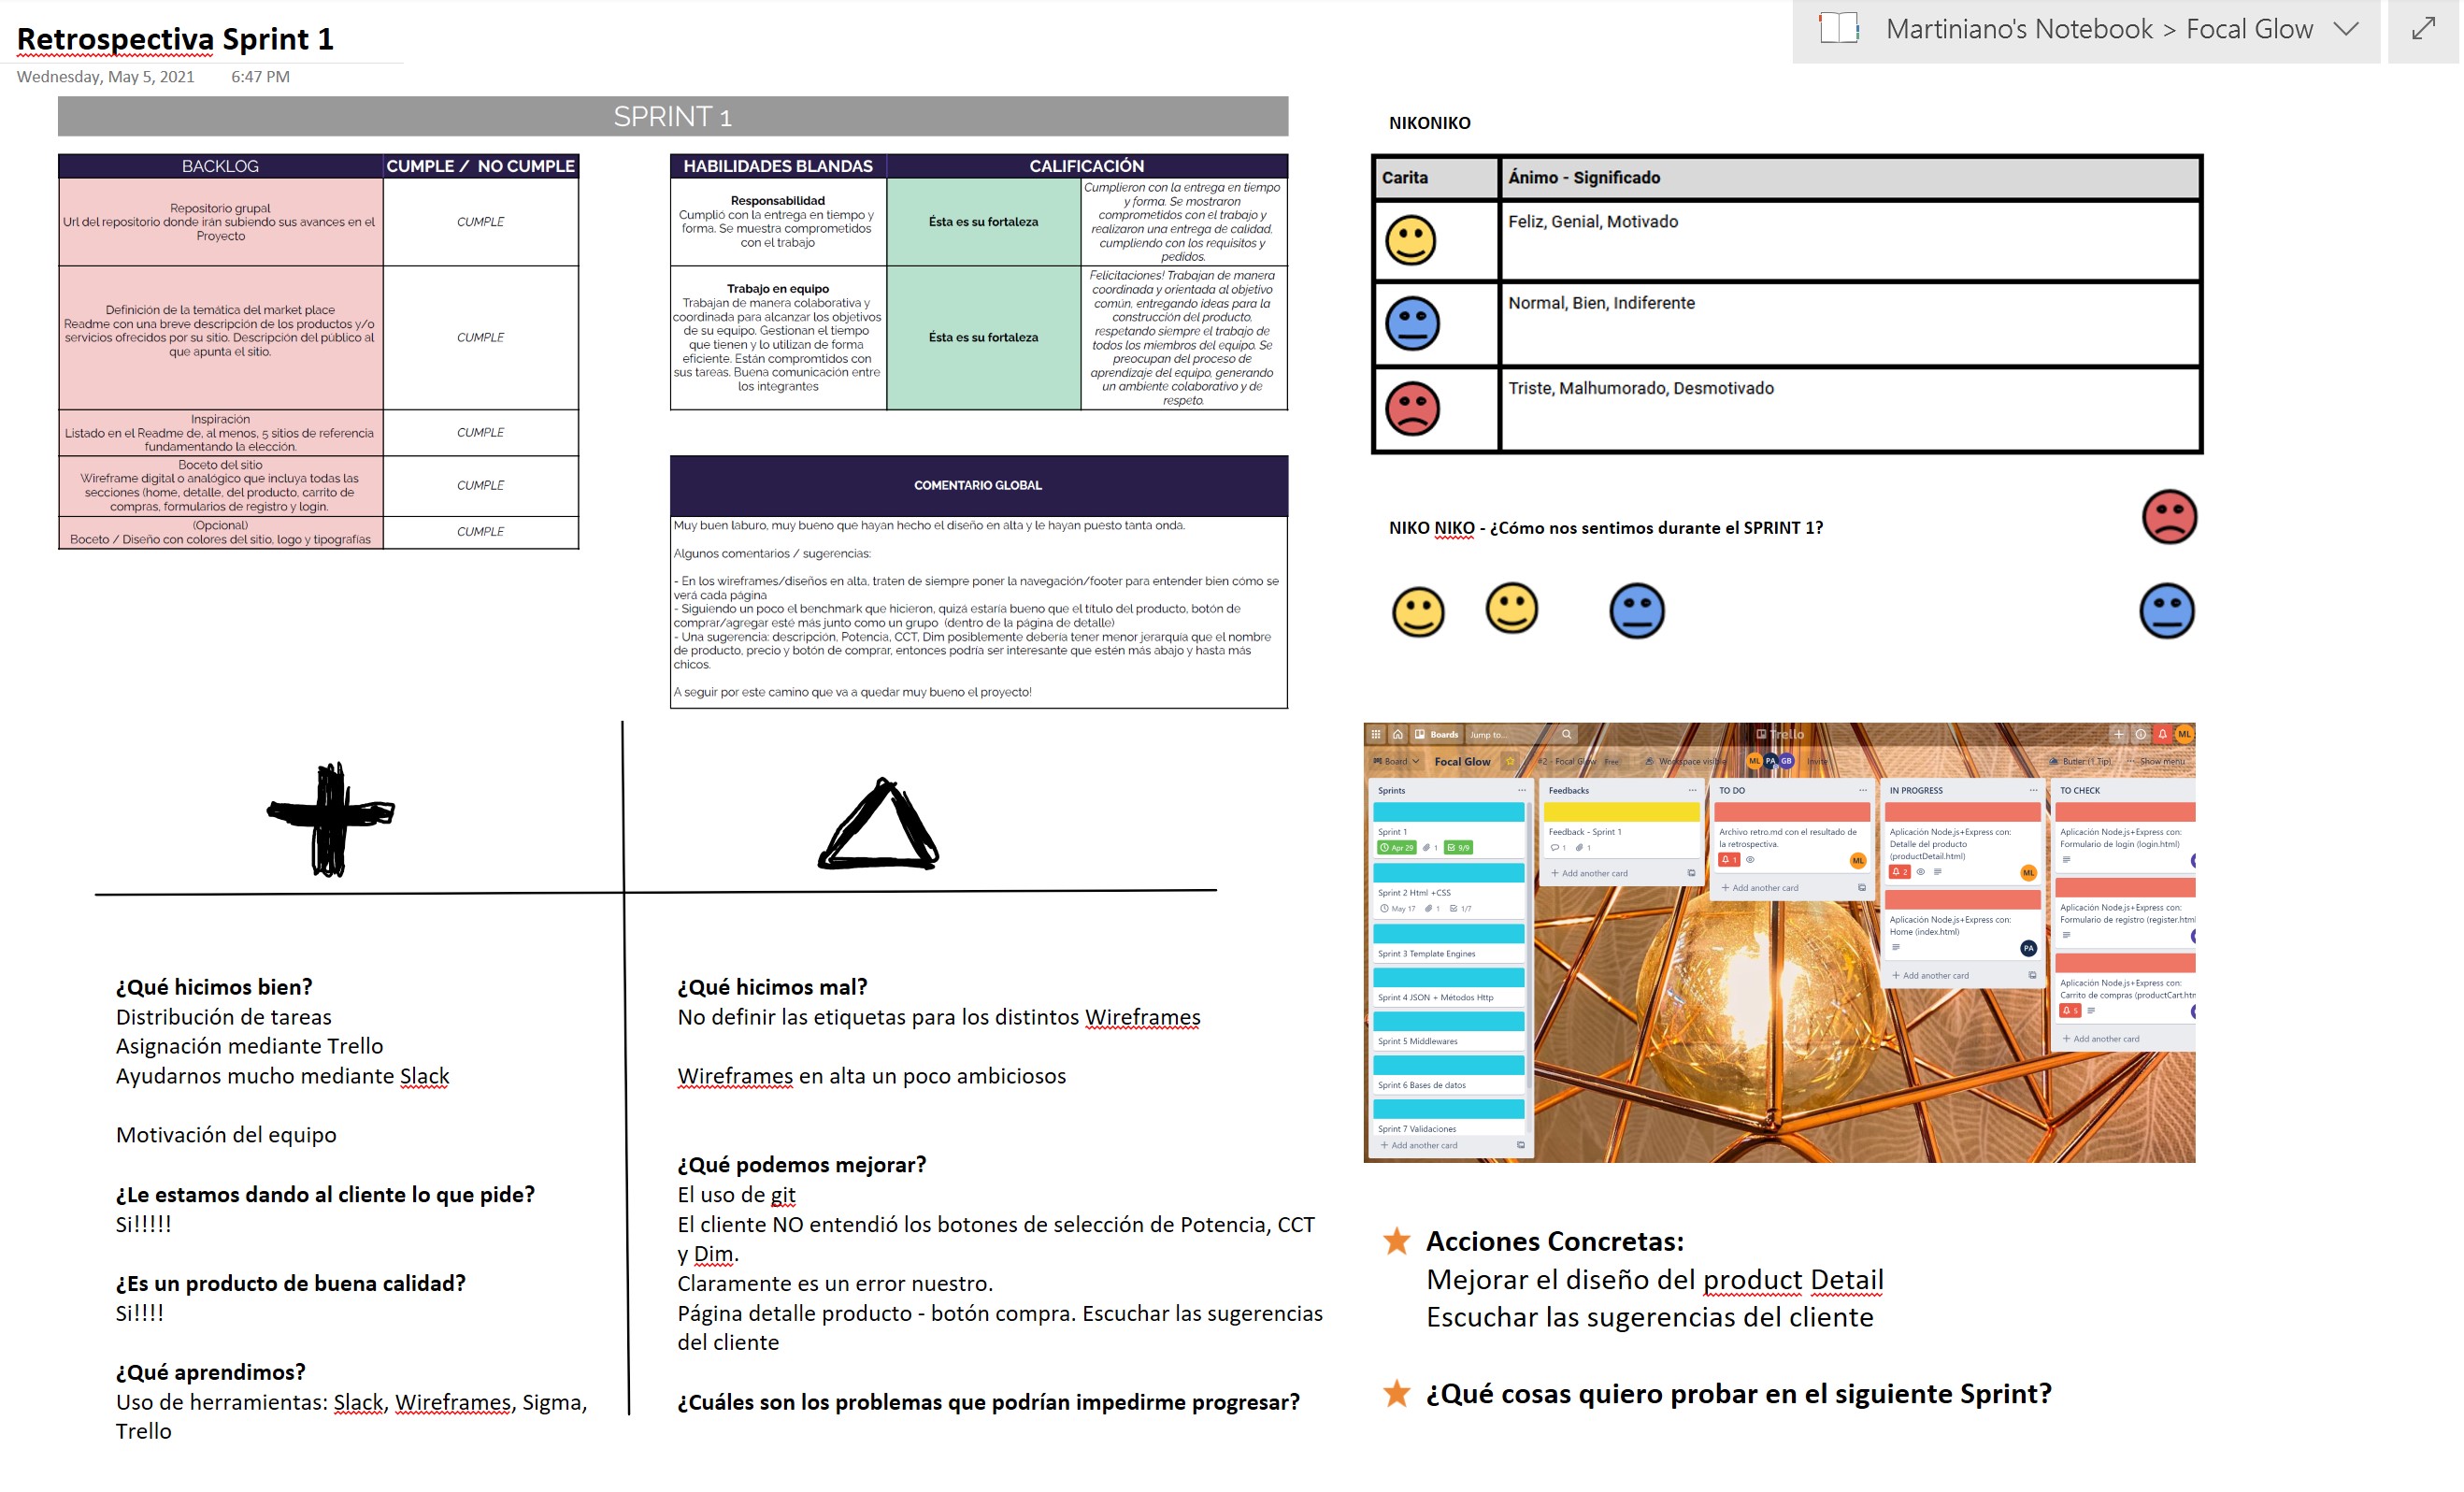 Retrospectiva Sprint 1
Wednesday, May 5, 2021 6:47 PM
Martiniano's Notebook > Focal Glow
SPRINT 1
BACKLOG
CUMPLE / NO CUMPLE
Repositorio grupal
Url del repositorio donde irán subiendo sus avances en el
Proyecto
CUMPLE
Definición de la temática del market place
Readme con una breve descripción de los productos y/o
servicios ofrecidos por su sitio. Descripción del público al
que apunta el sitio.
CUMPLE
Inspiración
Listado en el Readme de, al menos, 5 sitios de referencia
fundamentando la elección.
CUMPLE
Boceto del sitio
Wireframe digital o analógico que incluya todas las
secciones (home, detalle, del producto, carrito de
compras, formularios de registro y login.
CUMPLE
(Opcional)
Boceto / Diseño con colores del sitio, logo y tipografías
CUMPLE
HABILIDADES BLANDAS
CALIFICACIÓN
Responsabilidad
Cumplió con la entrega en tiempo y
forma. Se muestra comprometidos
con el trabajo
Ésta es su fortaleza
Cumplieron con la entrega en tiempo
y forma. Se mostraron
comprometidos con el trabajo y
realizaron una entrega de calidad,
cumpliendo con los requisitos y
pedidos.
Trabajo en equipo
Trabajan de manera colaborativa y
coordinada para alcanzar los objetivos
de su equipo. Gestionan el tiempo
que tienen y lo utilizan de forma
eficiente. Están compromtidos con
sus tareas. Buena comunicación entre
los integrantes
Ésta es su fortaleza
Felicitaciones! Trabajan de manera
coordinada y orientada al objetivo
común, entregando ideas para la
construcción del producto,
respetando siempre el trabajo de
todos los miembros del equipo. Se
preocupan del proceso de
aprendizaje del equipo, generando
un ambiente colaborativo y de
respeto.
COMENTARIO GLOBAL
Muy buen laburo, muy bueno que hayan hecho el diseño en alta y le hayan puesto tanta onda.
Algunos comentarios / sugerencias:
- En los wireframes/diseños en alta, traten de siempre poner la navegación/footer para entender bien cómo se
verá cada página
- Siguiendo un poco el benchmark que hicieron, quizá estaría bueno que el título del producto, botón de
comprar/agregar esté más junto como un grupo (dentro de la página de detalle)
- Una sugerencia: descripción, Potencia, CCT, Dim posiblemente debería tener menor jerarquía que el nombre
de producto, precio y botón de comprar, entonces podría ser interesante que estén más abajo y hasta más
chicos.
A seguir por este camino que va a quedar muy bueno el proyecto!
NIKONIKO
Carita
Ánimo - Significado
Feliz, Genial, Motivado
Normal, Bien, Indiferente
Triste, Malhumorado, Desmotivado
NIKO NIKO - ¿Cómo nos sentimos durante el SPRINT 1?
¿Qué hicimos bien?
Distribución de tareas
Asignación mediante Trello
Ayudarnos mucho mediante Slack
Motivación del equipo
¿Le estamos dando al cliente lo que pide?
Si!!!!!
¿Es un producto de buena calidad?
Si!!!!
¿Qué aprendimos?
Uso de herramientas: Slack, Wireframes, Sigma,
Trello
¿Qué hicimos mal?
No definir las etiquetas para los distintos Wireframes
Wireframes en alta un poco ambiciosos
¿Qué podemos mejorar?
El uso de git
El cliente NO entendió los botones de selección de Potencia, CCT
y Dim.
Claramente es un error nuestro.
Página detalle producto - botón compra. Escuchar las sugerencias
del cliente
¿Cuáles son los problemas que podrían impedirme progresar?
Boards
Jump to...
Trello
ML
Board
Focal Glow
#2 - Focal Glow Free
Workspace visible
ML PA GB
Invite
Butler (1 Tip)
Show menu
Sprints
Sprint 1
Apr 29 1 9/9
Sprint 2 Html +CSS
May 17 1 1/7
Sprint 3 Template Engines
Sprint 4 JSON + Métodos Http
Sprint 5 Middlewares
Sprint 6 Bases de datos
Sprint 7 Validaciones
+ Add another card
Feedbacks
Feedback - Sprint 1
1 1
+ Add another card
TO DO
Archivo retro.md con el resultado de
la retrospectiva.
1
ML
+ Add another card
IN PROGRESS
Aplicación Node.js+Express con:
Detalle del producto
(productDetail.html)
2
ML
Aplicación Node.js+Express con:
Home (index.html)
PA
+ Add another card
TO CHECK
Aplicación Node.js+Express con:
Formulario de login (login.html)
Aplicación Node.js+Express con:
Formulario de registro (register.html
Aplicación Node.js+Express con:
Carrito de compras (productCart.htm
5
+ Add another card
Acciones Concretas:
Mejorar el diseño del product Detail
Escuchar las sugerencias del cliente
¿Qué cosas quiero probar en el siguiente Sprint?